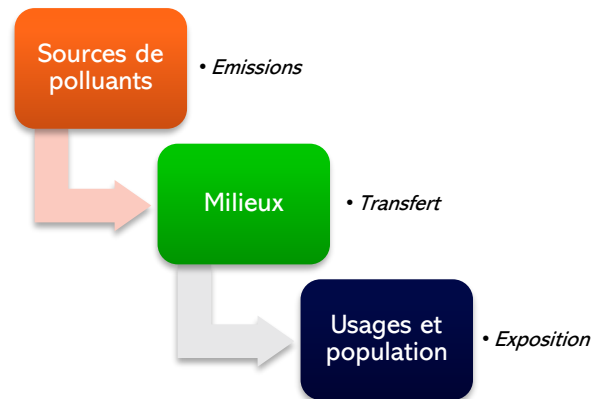 Sources de
polluants
• Emissions
Milieux
• Transfert
Usages et
population
• Exposition